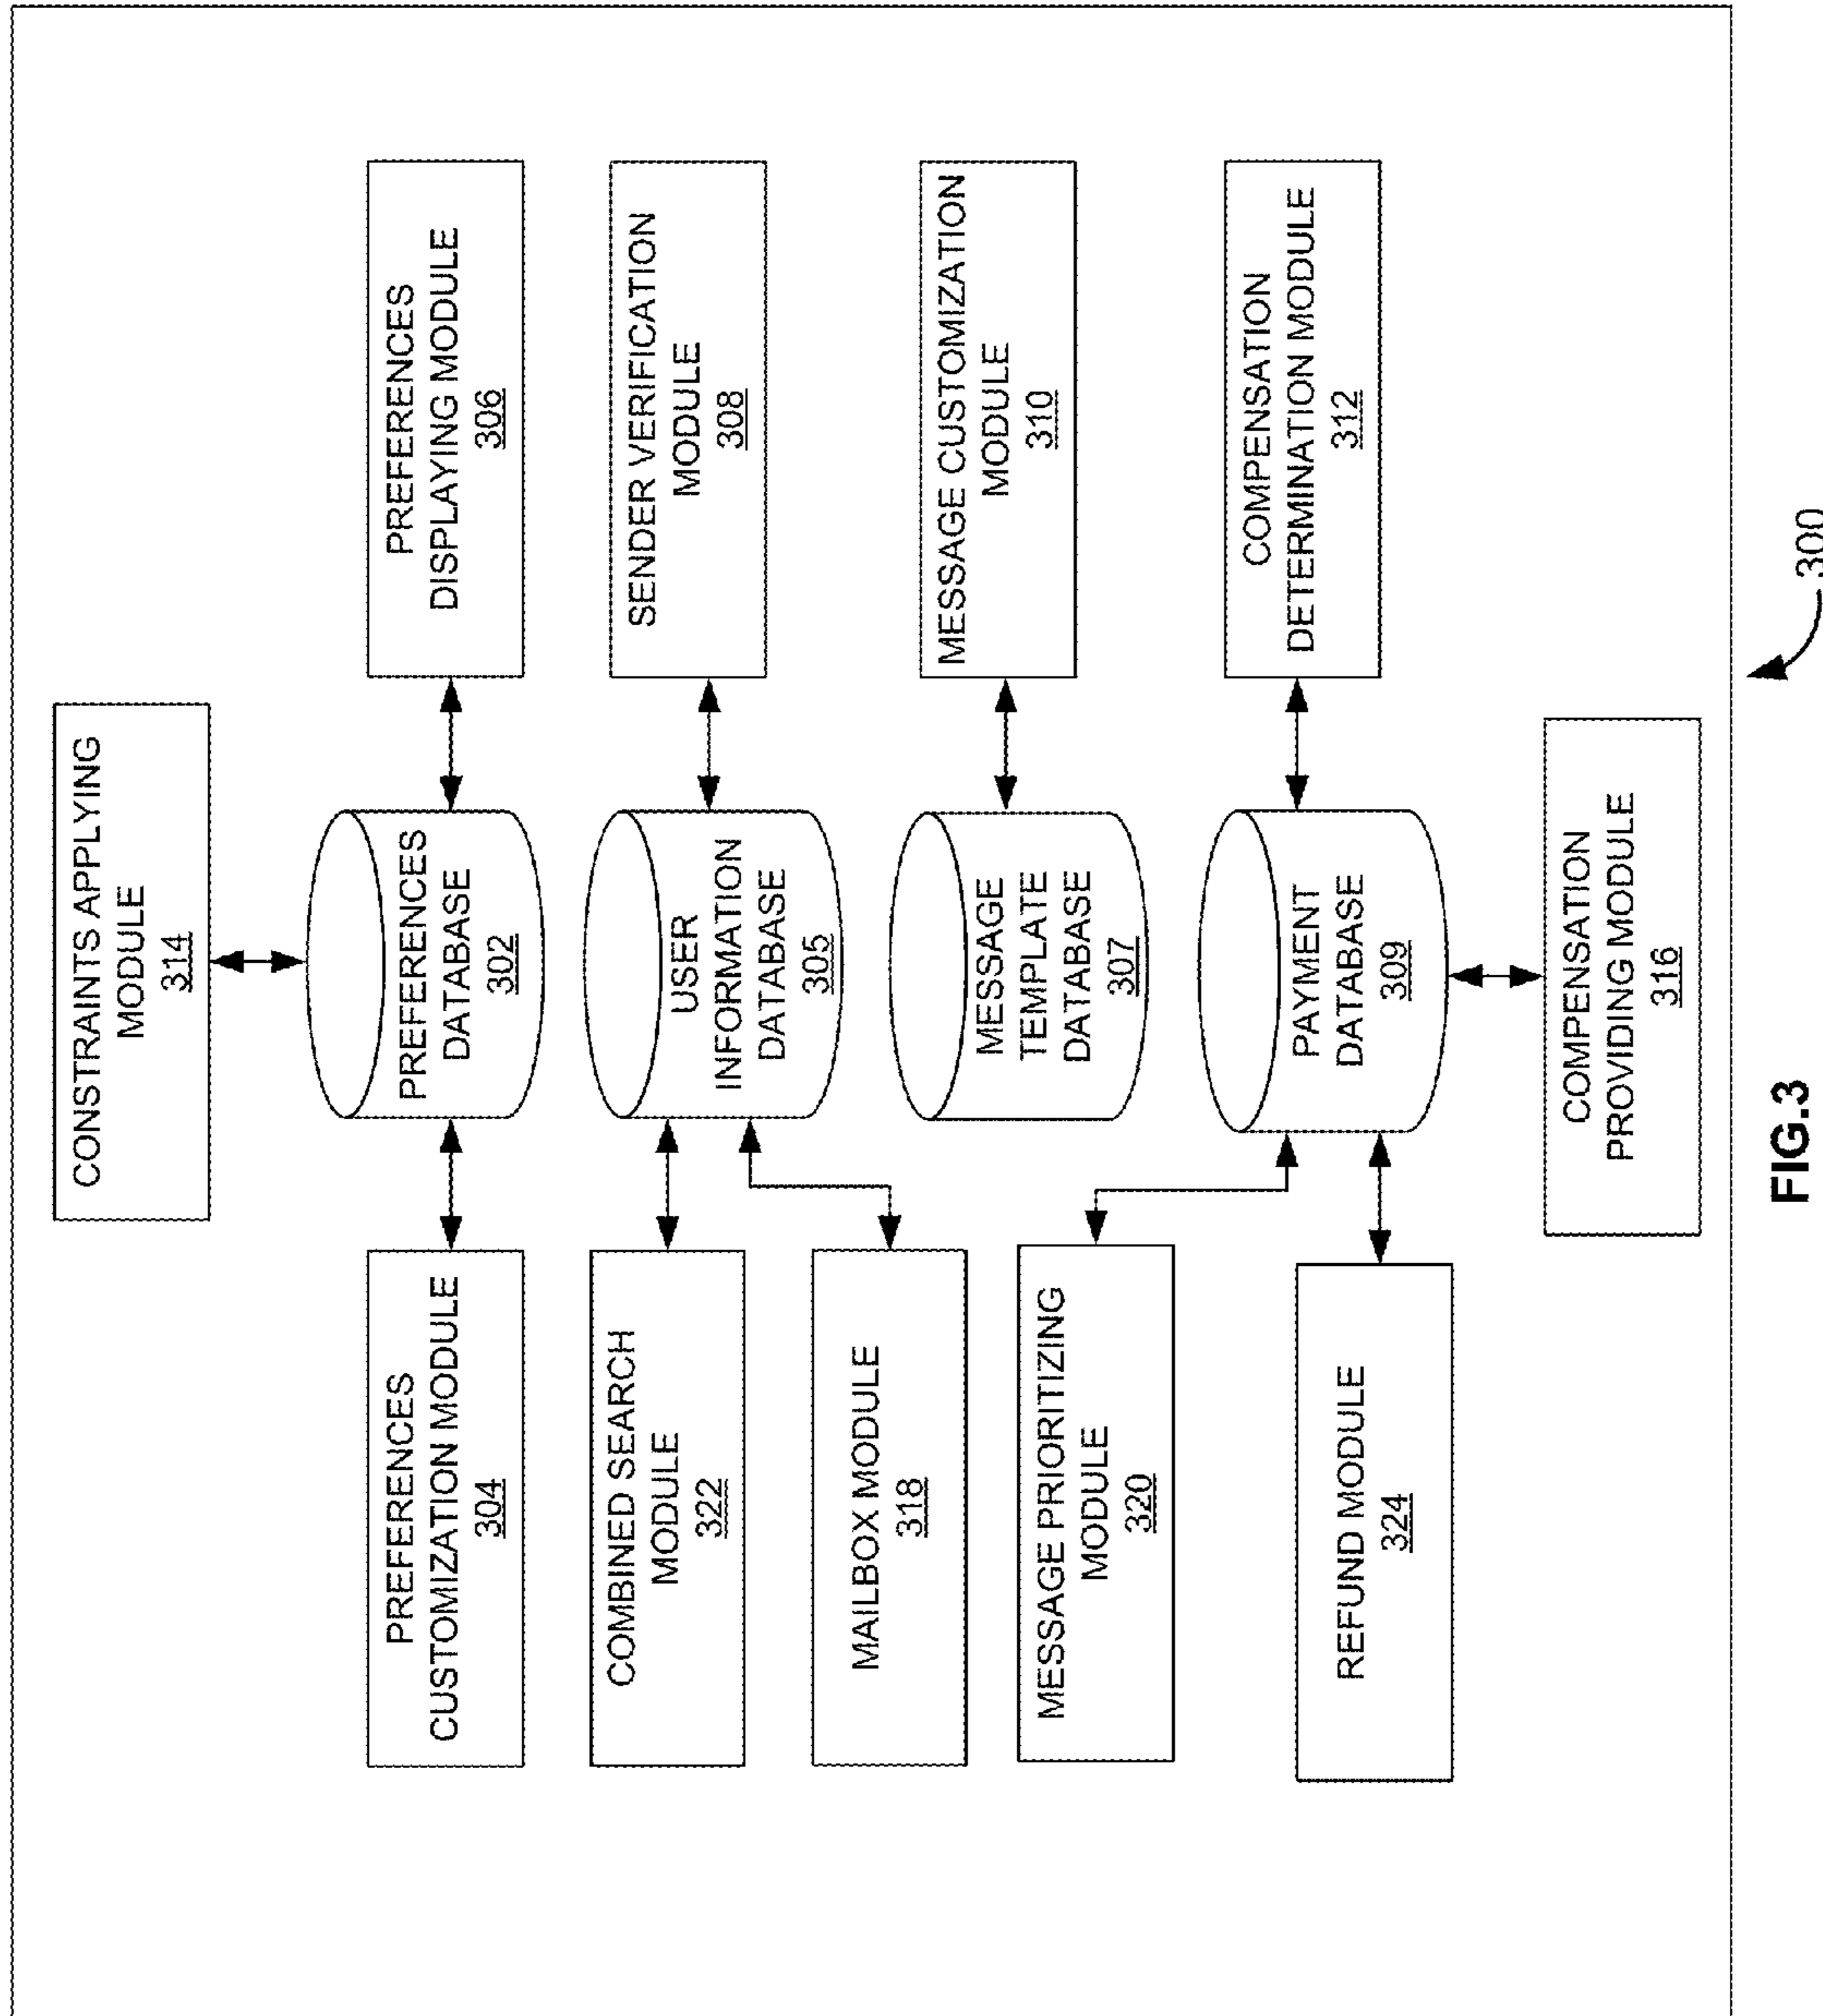 CONSTRAINTS APPLYING
MODULE
314
PREFERENCES
CUSTOMIZATION MODULE
304
PREFERENCES
DATABASE
302
PREFERENCES
DISPLAYING MODULE
306
COMBINED SEARCH
MODULE
322
USER
INFORMATION
DATABASE
305
SENDER VERIFICATION
MODULE
308
MAILBOX MODULE
318
MESSAGE
TEMPLATE
DATABASE
307
MESSAGE CUSTOMIZATION
MODULE
310
MESSAGE PRIORITIZING
MODULE
320
PAYMENT
DATABASE
309
COMPENSATION
DETERMINATION MODULE
312
REFUND MODULE
324
COMPENSATION
PROVIDING MODULE
316
300
FIG.3